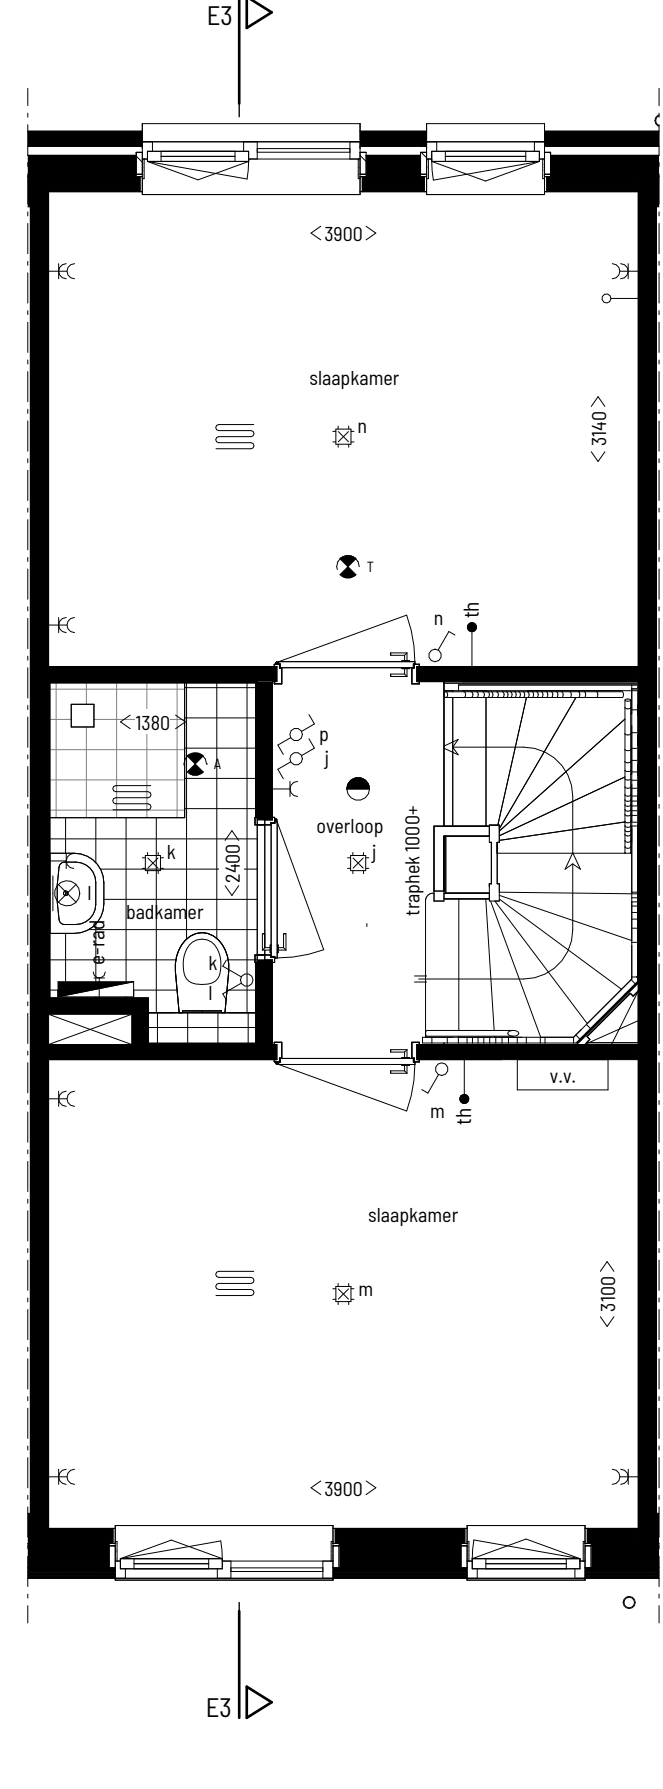 E3
<3900>
slaapkamer
<3140>
n
T
n
th
<1380>
A
p
j
overloop
traphek 1000+
k
<2400>
j
l
badkamer
e-rad
k
l
v.v.
m
th
slaapkamer
m
<3100>
<3900>
E3